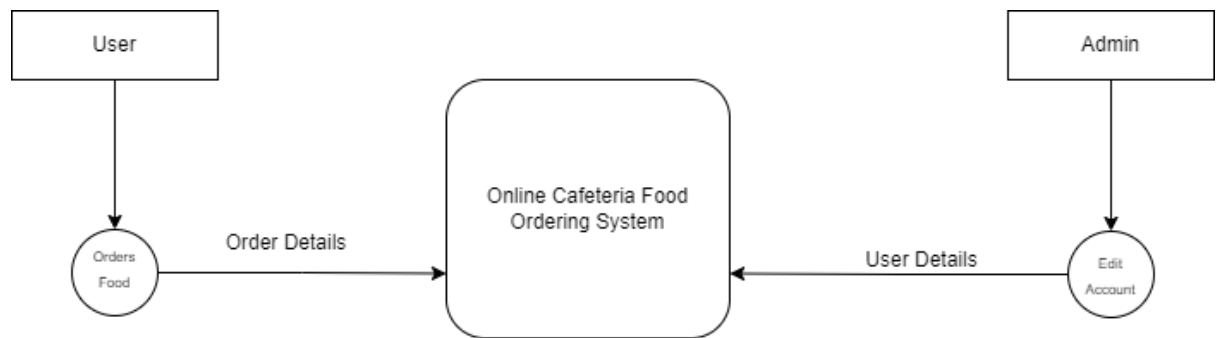 User
Admin
Online Cafeteria Food
Ordering System
Order Details
User Details
Orders
Food
Edit
Account